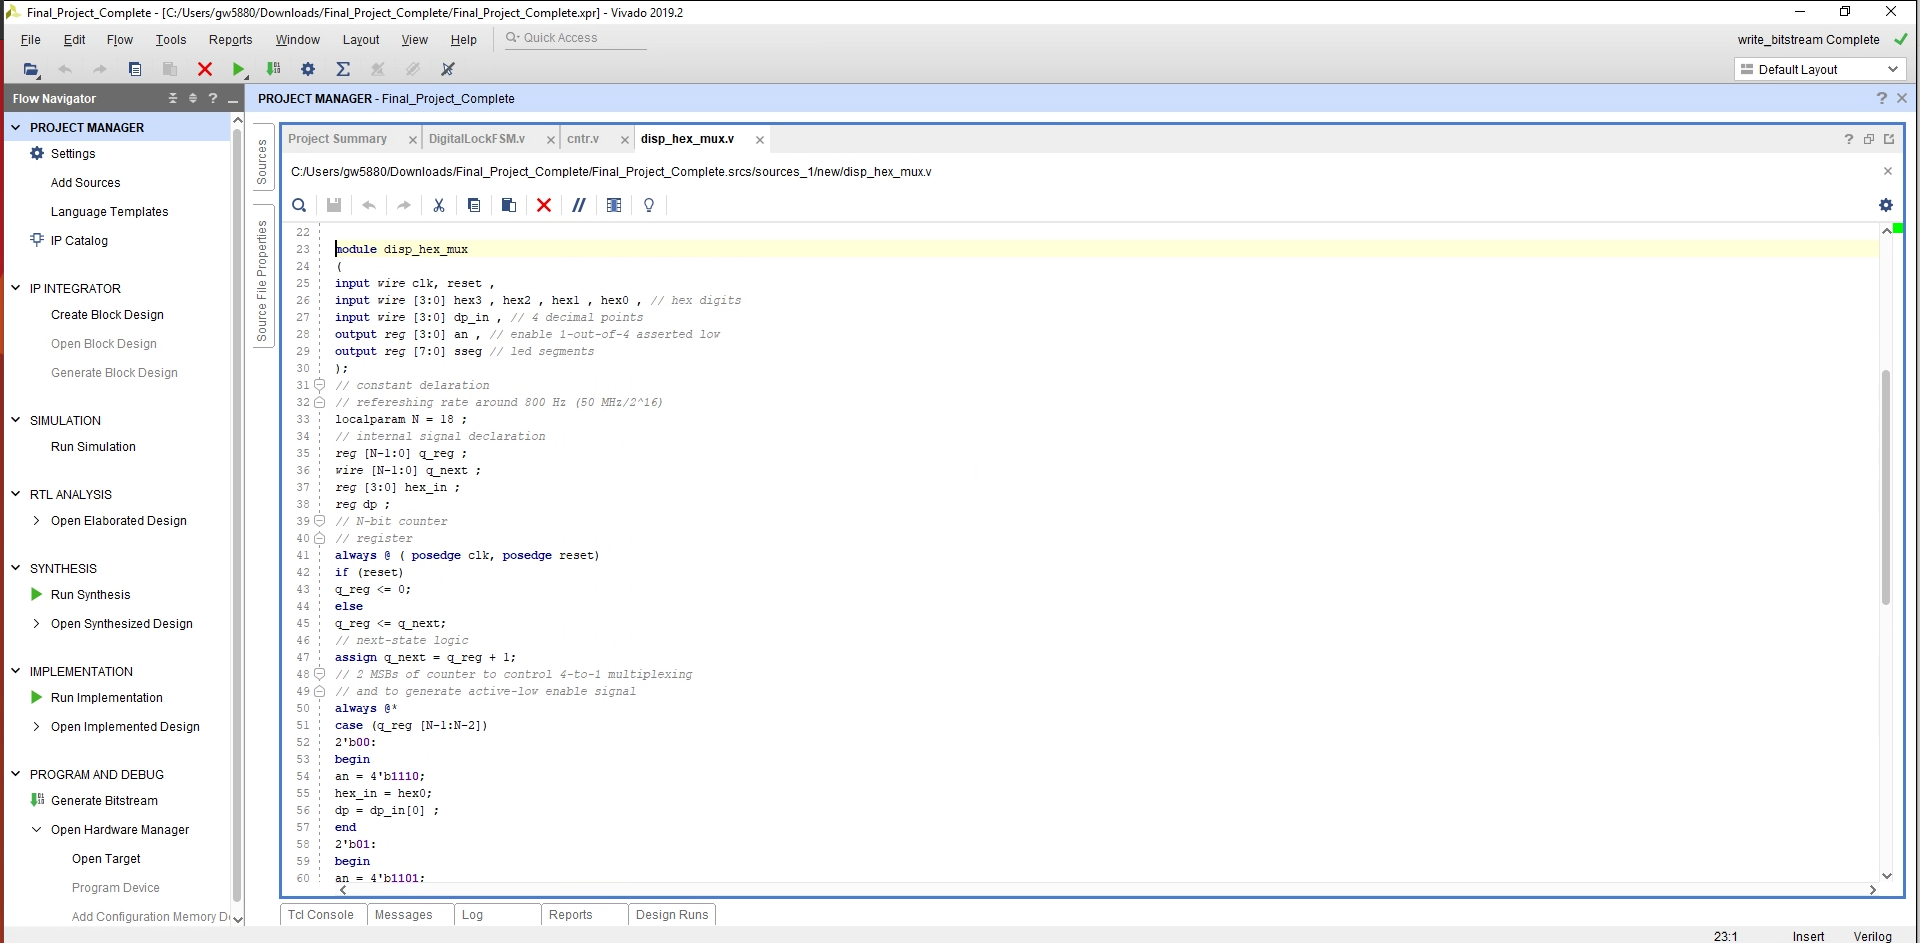 Final_Project_Complete - [C:/Users/gw5880/Downloads/Final_Project_Complete/Final_Project_Complete.xpr] - Vivado 2019.2
File Edit Flow Tools Reports Window Layout View Help Quick Access
write_bitstream Complete
Default Layout
Flow Navigator
PROJECT MANAGER
Settings
Add Sources
Language Templates
IP Catalog
IP INTEGRATOR
Create Block Design
Open Block Design
Generate Block Design
SIMULATION
Run Simulation
RTL ANALYSIS
Open Elaborated Design
SYNTHESIS
Run Synthesis
Open Synthesized Design
IMPLEMENTATION
Run Implementation
Open Implemented Design
PROGRAM AND DEBUG
Generate Bitstream
Open Hardware Manager
Open Target
Program Device
Add Configuration Memory D
PROJECT MANAGER - Final_Project_Complete
Sources
Source File Properties
Project Summary DigitalLockFSM.v cntr.v disp_hex_mux.v
C:/Users/gw5880/Downloads/Final_Project_Complete/Final_Project_Complete.srcs/sources_1/new/disp_hex_mux.v
22
23 module disp_hex_mux
24 (
25 input wire clk, reset ,
26 input wire [3:0] hex3 , hex2 , hex1 , hex0 , // hex digits
27 input wire [3:0] dp_in , // 4 decimal points
28 output reg [3:0] an , // enable 1-out-of-4 asserted low
29 output reg [7:0] sseg // led segments
30 );
31 // constant delaration
32 // refereshing rate around 800 Hz (50 MHz/2^16)
33 localparam N = 18 ;
34 // internal signal declaration
35 reg [N-1:0] q_reg ;
36 wire [N-1:0] q_next ;
37 reg [3:0] hex_in ;
38 reg dp ;
39 // N-bit counter
40 // register
41 always @ ( posedge clk, posedge reset)
42 if (reset)
43 q_reg <= 0;
44 else
45 q_reg <= q_next;
46 // next-state logic
47 assign q_next = q_reg + 1;
48 // 2 MSBs of counter to control 4-to-1 multiplexing
49 // and to generate active-low enable signal
50 always @*
51 case (q_reg [N-1:N-2])
52 2'b00:
53 begin
54 an = 4'b1110;
55 hex_in = hex0;
56 dp = dp_in[0] ;
57 end
58 2'b01:
59 begin
60 an = 4'b1101;
Tcl Console Messages Log Reports Design Runs
23:1 Insert Verilog